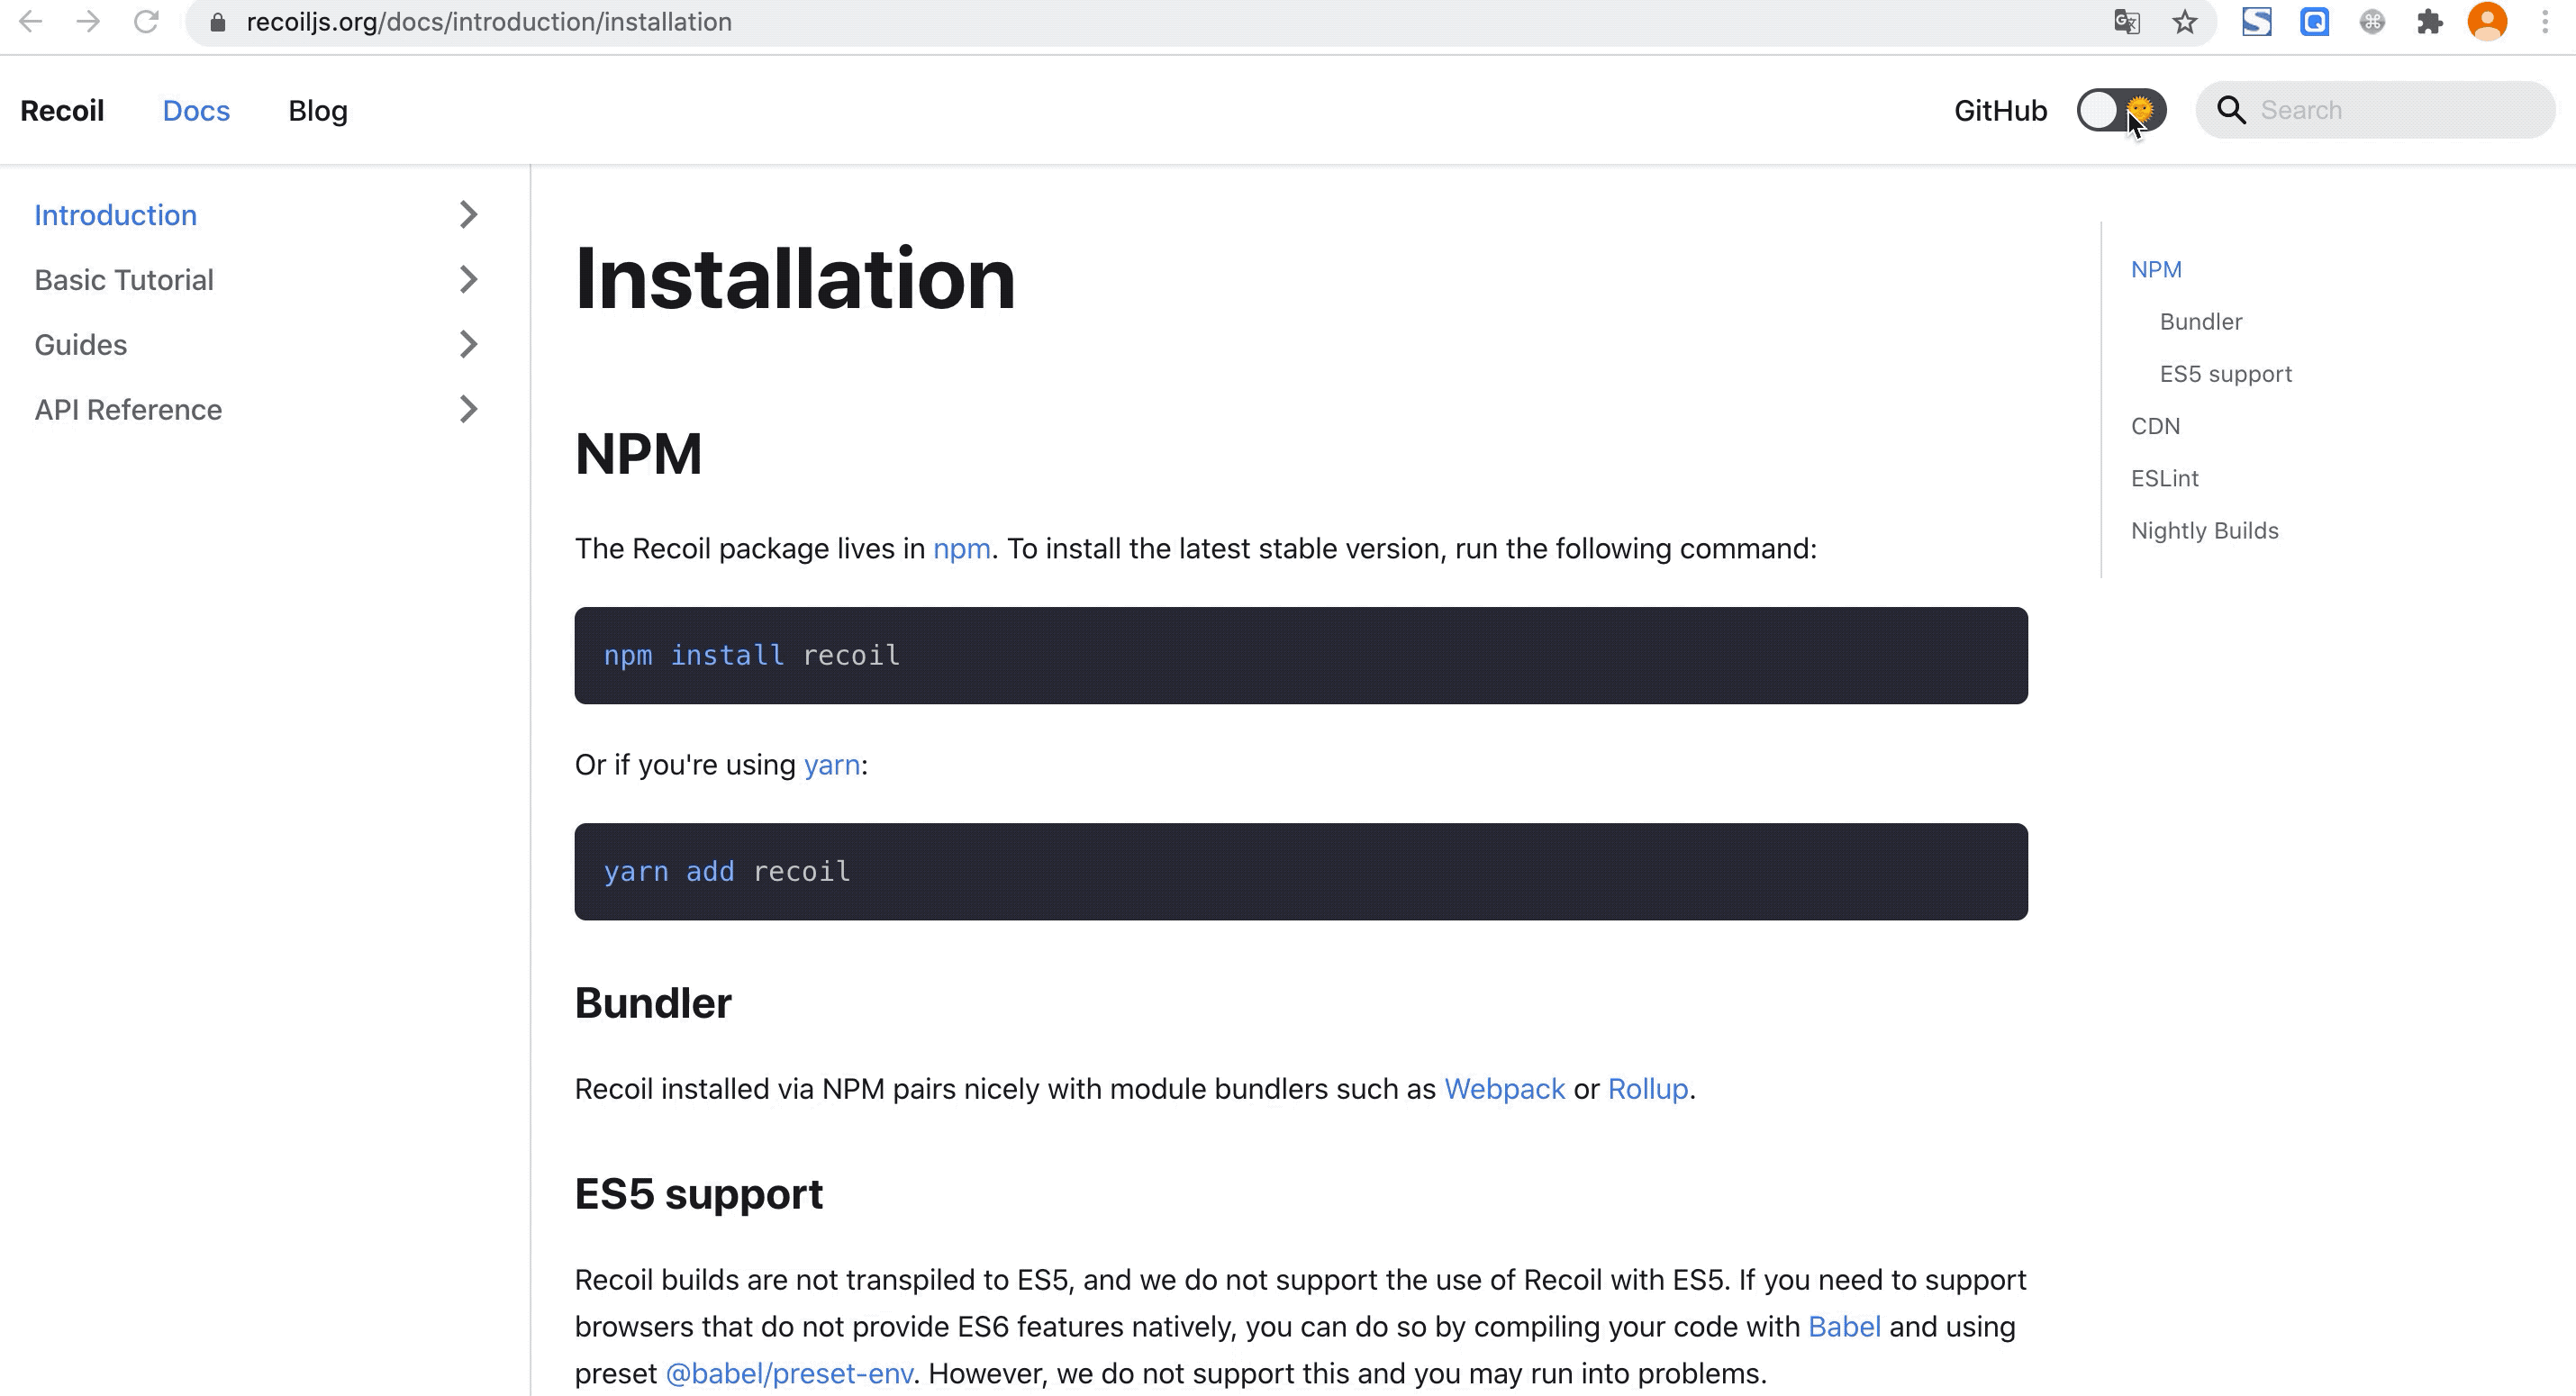 recoiljs.org/docs/introduction/installation
Recoil
Docs
Blog
GitHub
Search
Introduction
Basic Tutorial
Guides
API Reference
Installation
NPM
The Recoil package lives in npm. To install the latest stable version, run the following command:
npm install recoil
Or if you're using yarn:
yarn add recoil
Bundler
Recoil installed via NPM pairs nicely with module bundlers such as Webpack or Rollup.
ES5 support
Recoil builds are not transpiled to ES5, and we do not support the use of Recoil with ES5. If you need to support
browsers that do not provide ES6 features natively, you can do so by compiling your code with Babel and using
preset @babel/preset-env. However, we do not support this and you may run into problems.
NPM
Bundler
ES5 support
CDN
ESLint
Nightly Builds